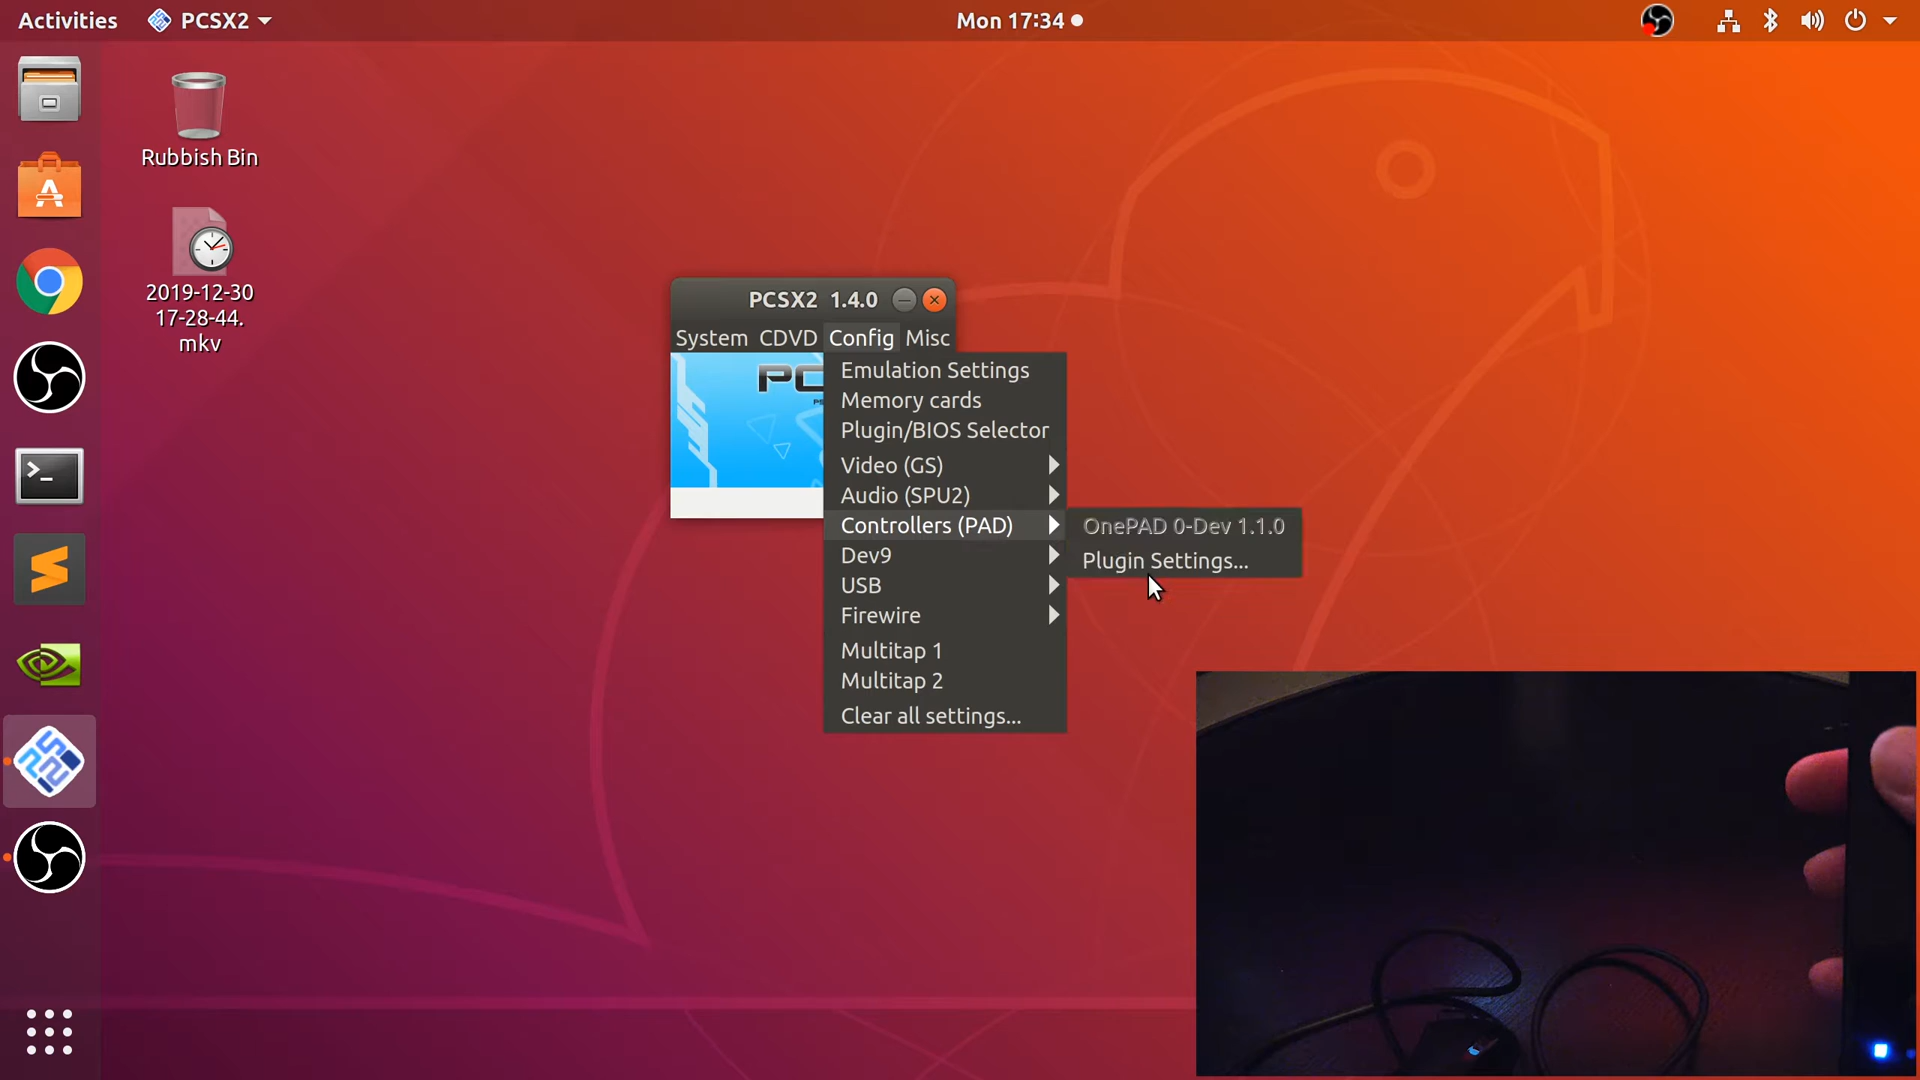 Activities
PCSX2
Mon 17:34
Rubbish Bin
2019-12-30
17-28-44.
mkv
PCSX2 1.4.0
System CDVD Config Misc
Emulation Settings
Memory cards
Plugin/BIOS Selector
Video (GS)
Audio (SPU2)
Controllers (PAD)
Dev9
USB
Firewire
Multitap 1
Multitap 2
Clear all settings...
OnePAD 0-Dev 1.1.0
Plugin Settings...
PC